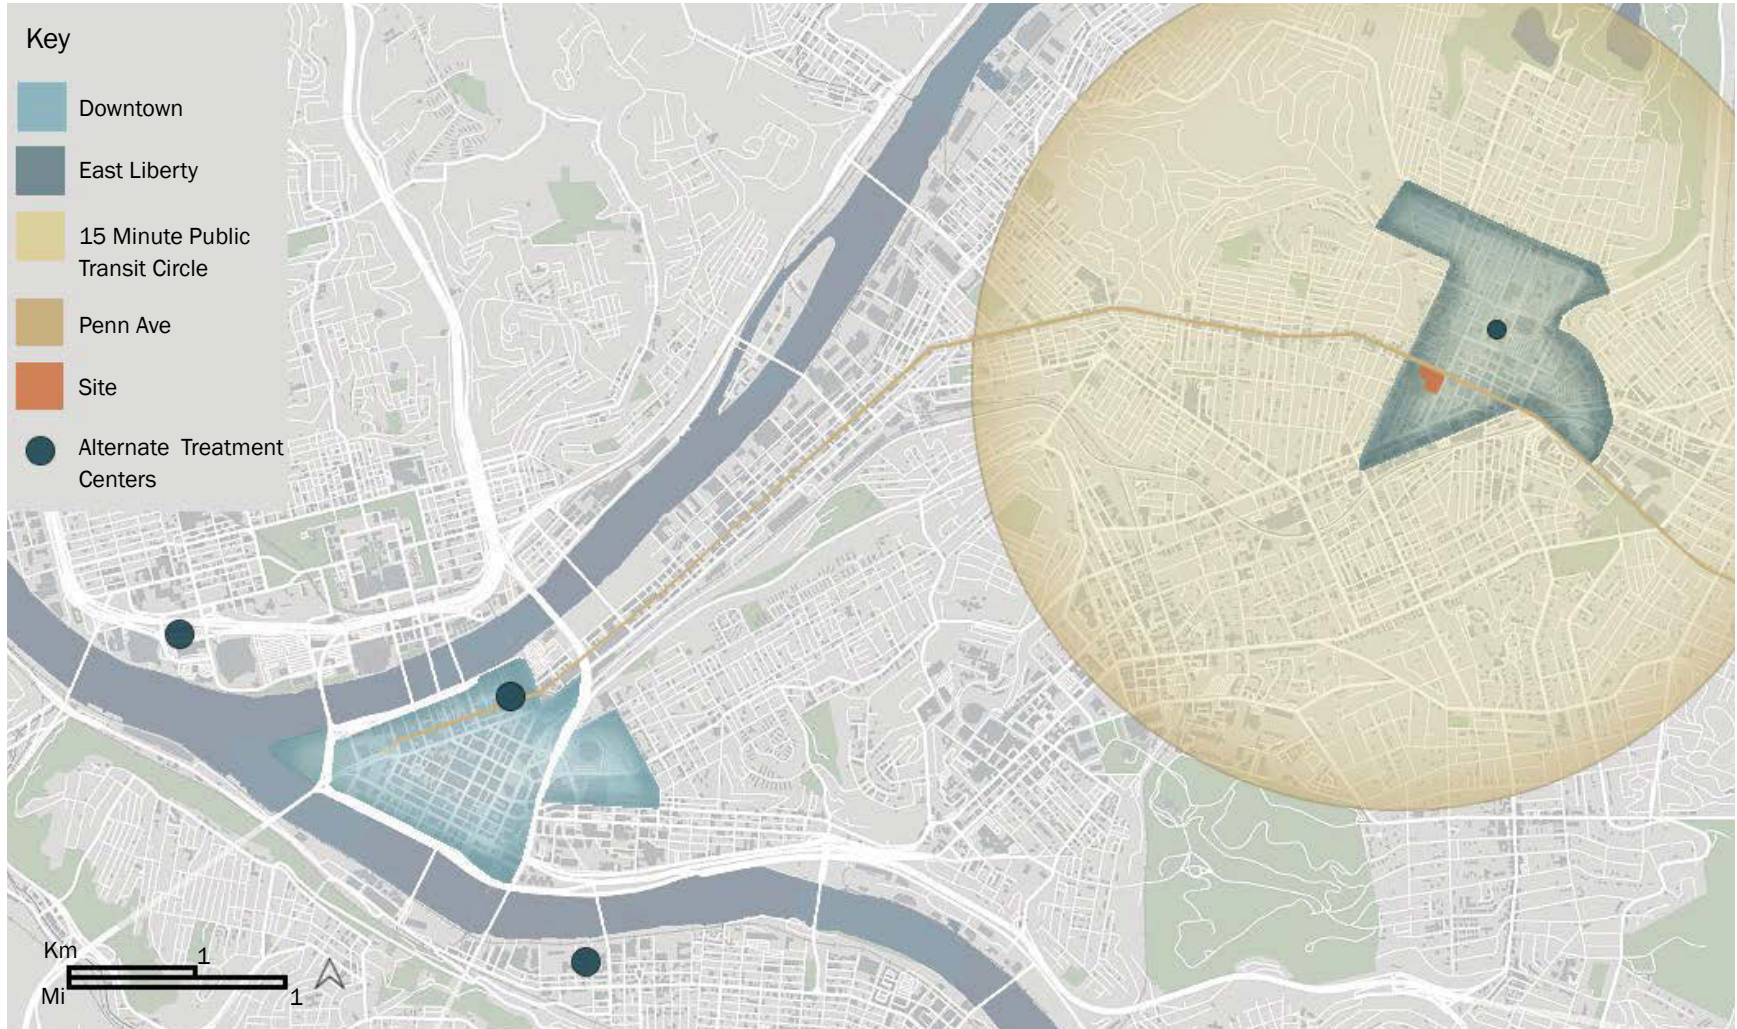 Key
Downtown
East Liberty
15 Minute Public
Transit Circle
Penn Ave
Site
Alternate Treatment
Centers
Km
1
Mi
1